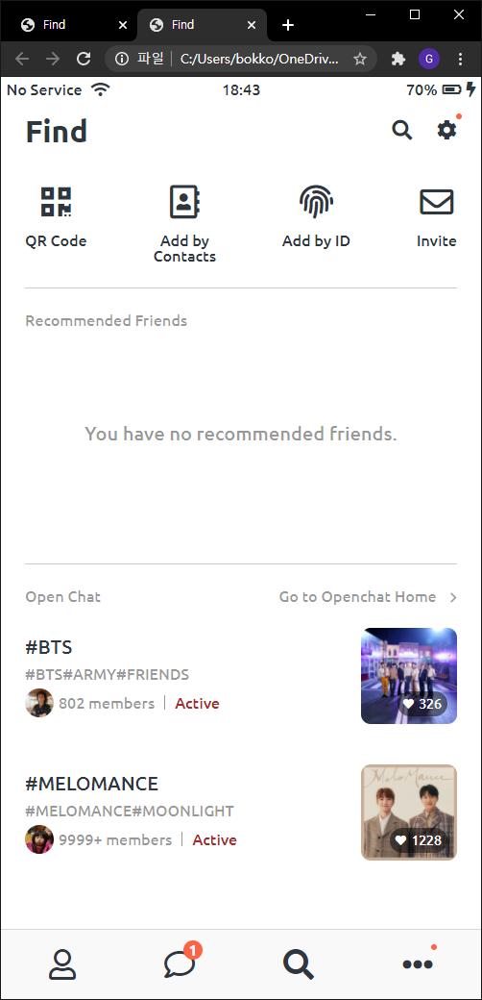 Find
Find
파일
C:/Users/bokko/OneDriv...
G
No Service
18:43
70%
Find
QR Code
Add by
Contacts
Add by ID
Invite
Recommended Friends
You have no recommended friends.
Open Chat
Go to Openchat Home
#BTS
#BTS#ARMY#FRIENDS
802 members
Active
326
#MELOMANCE
#MELOMANCE#MOONLIGHT
9999+ members
Active
MeloMance
1228
1